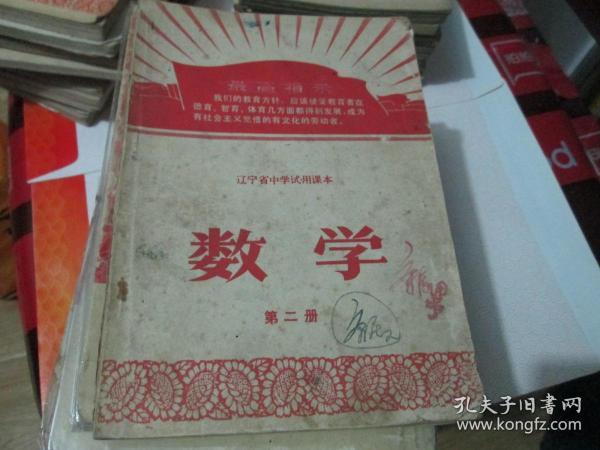 最高指示
我们的教育方针，应该使受教育者在
德育、智育、体育几方面都得到发展，成为
有社会主义觉悟的有文化的劳动者。
辽宁省中学试用课本
数学
第二册
孔夫子旧书网
www.kongfz.com